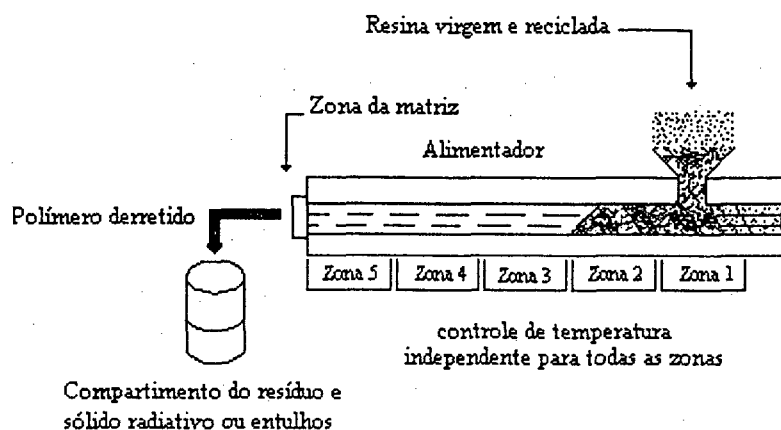 Resina virgem e reciclada
Zona da matriz
Alimentador
Polímero derretido
Zona 5 Zona 4 Zona 3 Zona 2 Zona 1
controle de temperatura
independente para todas as zonas
Compartimento do resíduo e
sólido radiativo ou entulhos